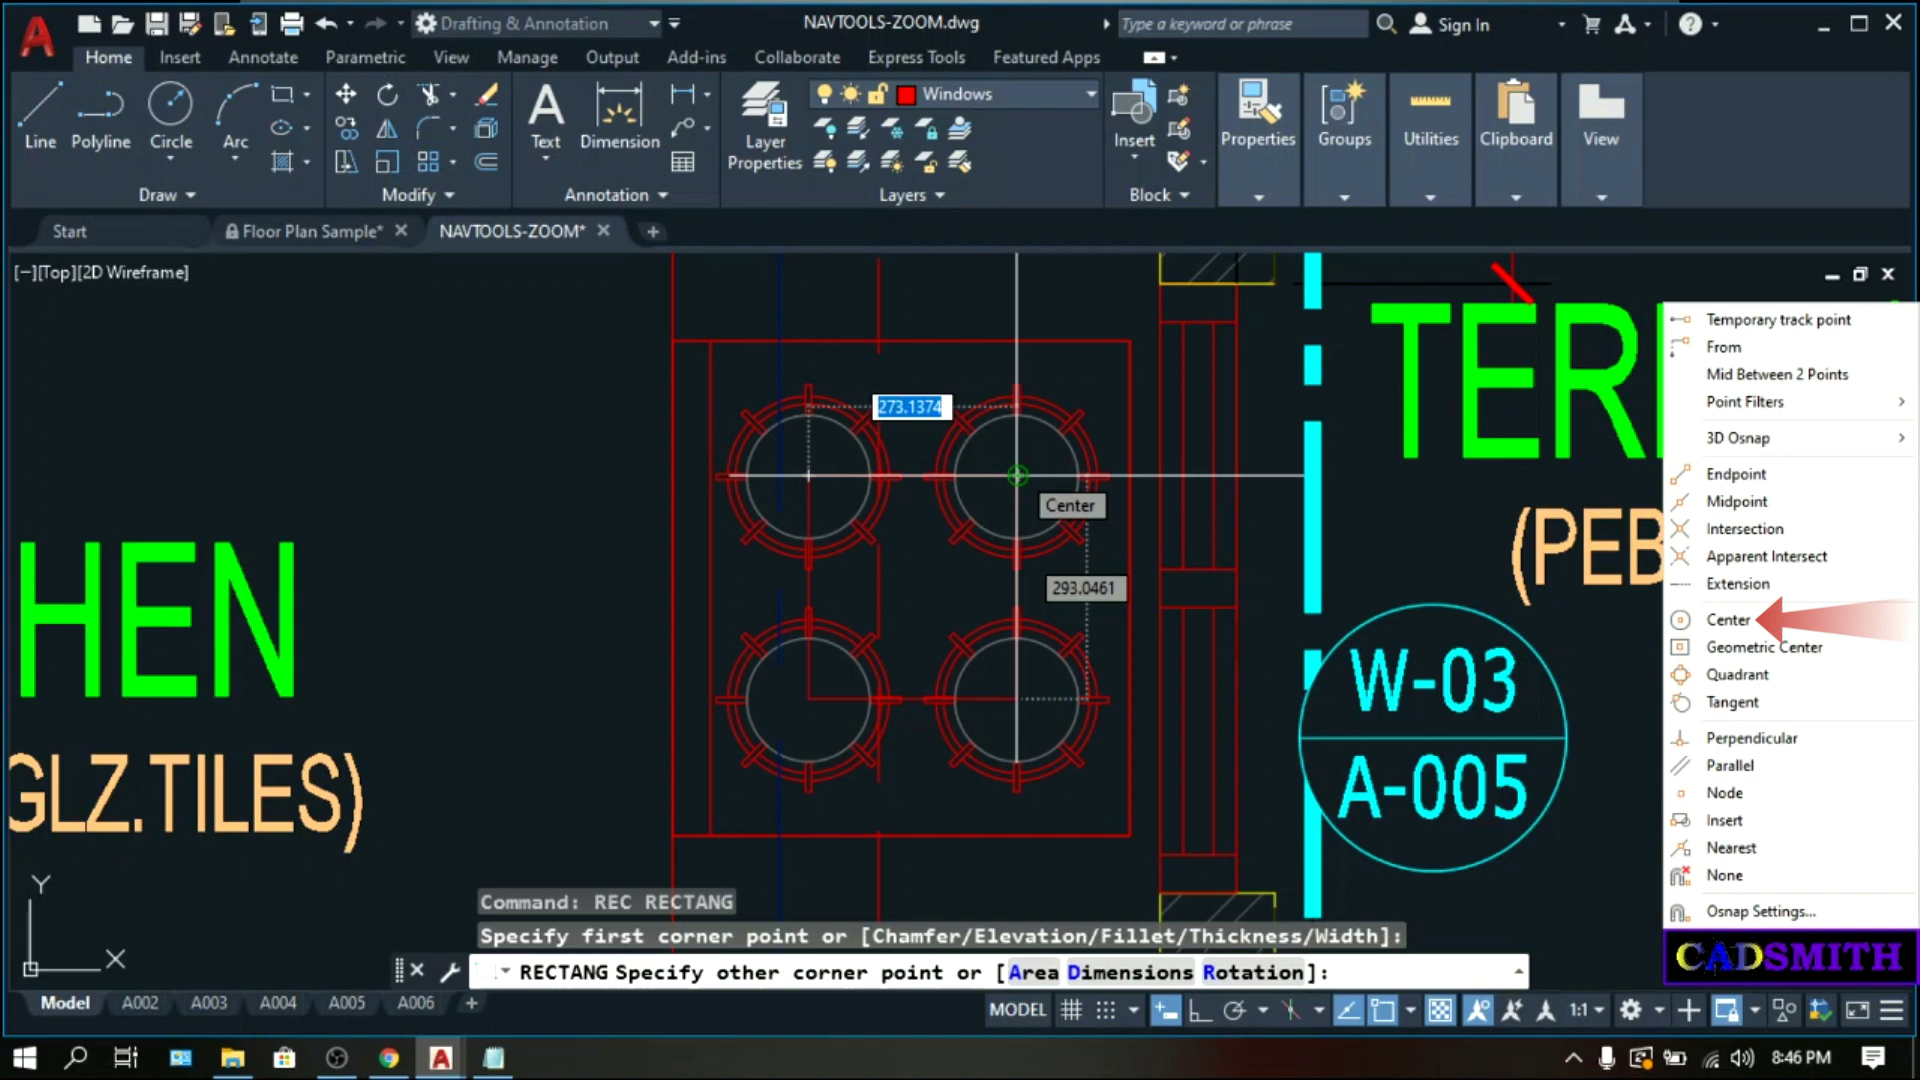 Drafting & Annotation
NAVTOOLS-ZOOM.dwg
Type a keyword or phrase
Sign In
Home Insert Annotate Parametric View Manage Output Add-ins Collaborate Express Tools Featured Apps
Line Polyline Circle Arc
Draw
Modify
Text Dimension
Annotation
Layer Properties
Windows
Layers
Insert
Block
Properties Groups Utilities Clipboard View
Start Floor Plan Sample* NAVTOOLS-ZOOM*
[−][Top][2D Wireframe]
HEN
GLZ.TILES)
273.1374
Center
293.0461
TER
(PEB
W-03
A-005
Temporary track point
From
Mid Between 2 Points
Point Filters
3D Osnap
Endpoint
Midpoint
Intersection
Apparent Intersect
Extension
Center
Geometric Center
Quadrant
Tangent
Perpendicular
Parallel
Node
Insert
Nearest
None
Osnap Settings...
CADSMITH
Y
X
Command: REC RECTANG
Specify first corner point or [Chamfer/Elevation/Fillet/Thickness/Width]:
RECTANG Specify other corner point or [Area Dimensions Rotation]:
Model A002 A003 A004 A005 A006
MODEL
1:1
8:46 PM